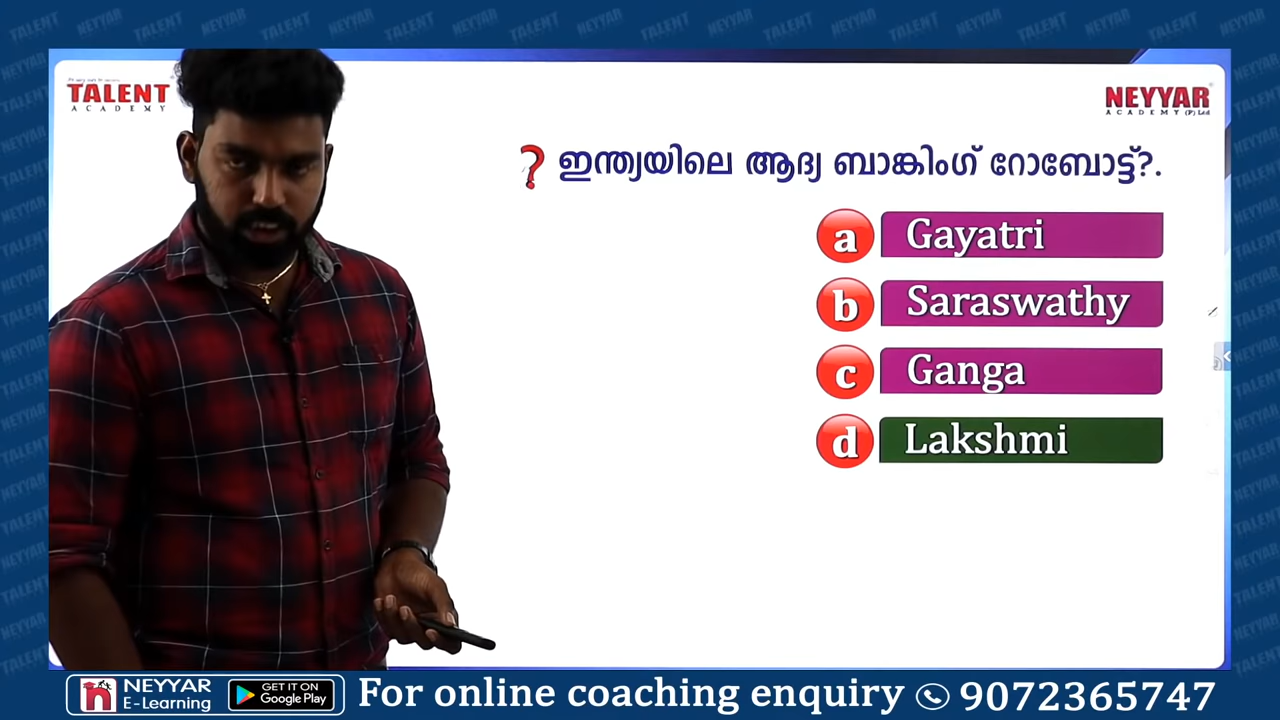 TALENT
ACADEMY
NEYYAR
ACADEMY (P) Ltd
? ഇന്ത്യയിലെ ആദ്യ ബാങ്കിംഗ് റോബോട്ട്?.
a Gayatri
b Saraswathy
c Ganga
d Lakshmi
NEYYAR
E-Learning
GET IT ON
Google Play
For online coaching enquiry 9072365747